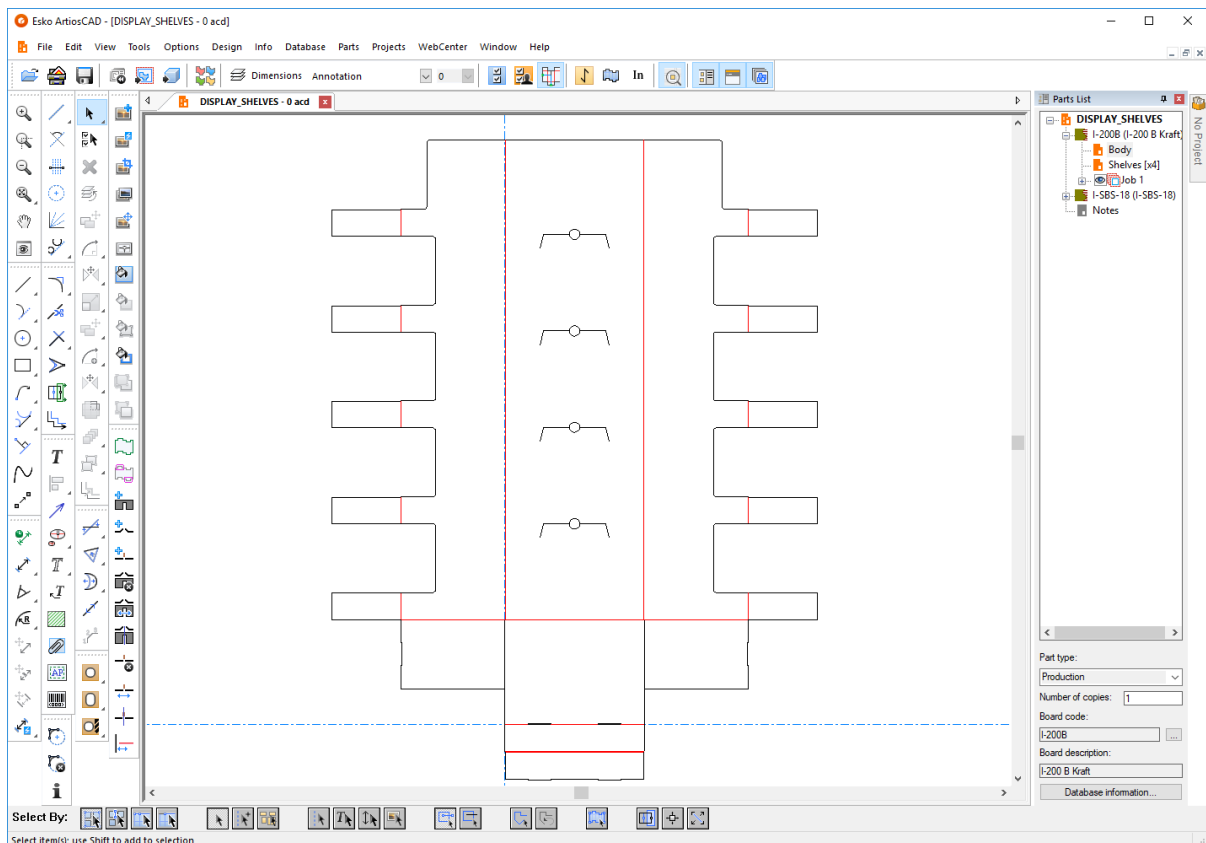 Esko ArtiosCAD - [DISPLAY_SHELVES - 0 acd]
File Edit View Tools Options Design Info Database Parts Projects WebCenter Window Help
Dimensions Annotation 0 In
DISPLAY_SHELVES - 0 acd
Parts List
No Project
DISPLAY_SHELVES
I-200B (I-200 B Kraft)
Body
Shelves [x4]
Job 1
I-SBS-18 (I-SBS-18)
Notes
Part type:
Production
Number of copies: 1
Board code:
I-200B ...
Board description:
I-200 B Kraft
Database information...
Select By:
Select item(s): use Shift to add to selection